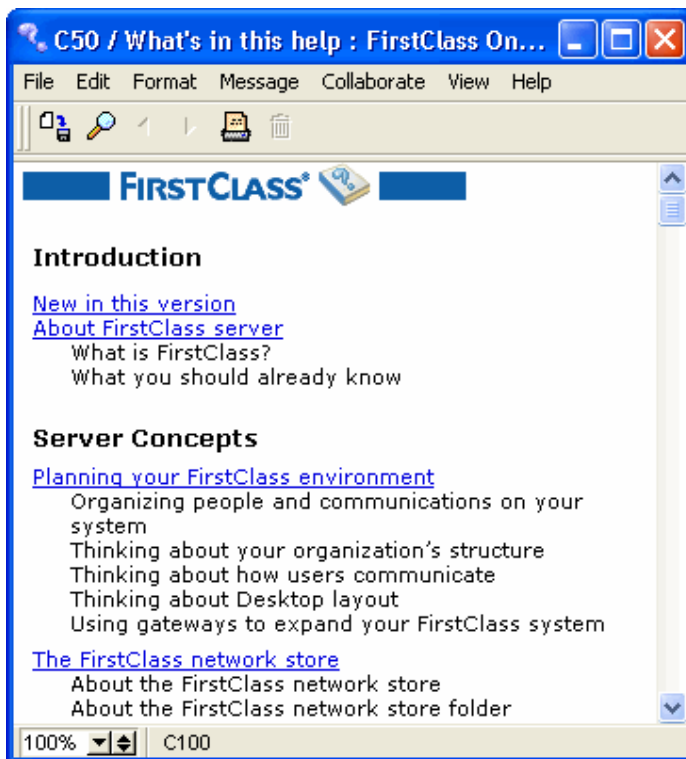 C50 / What's in this help : FirstClass On...
File Edit Format Message Collaborate View Help
FIRSTCLASS®
Introduction
New in this version
About FirstClass server
What is FirstClass?
What you should already know
Server Concepts
Planning your FirstClass environment
Organizing people and communications on your
system
Thinking about your organization's structure
Thinking about how users communicate
Thinking about Desktop layout
Using gateways to expand your FirstClass system
The FirstClass network store
About the FirstClass network store
About the FirstClass network store folder
100% C100